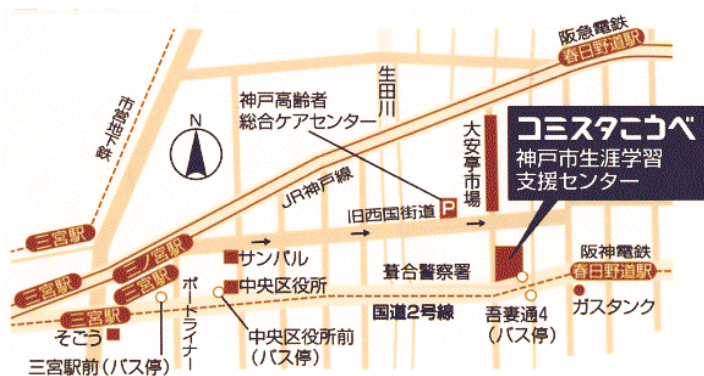 阪急電鉄
春日野道駅
生田川
市営地下鉄
神戸高齢者
総合ケアセンター
N
大安亭市場
コミスタこうべ
神戸市生涯学習
支援センター
JR神戸線
P
旧西国街道
三宮駅
三ノ宮駅
サンパル
葺合警察署
阪神電鉄
春日野道駅
三宮駅
三宮駅
中央区役所
ポートライナー
国道2号線
ガスタンク
三宮駅
そごう
中央区役所前
(バス停)
吾妻通4
(バス停)
三宮駅前(バス停)